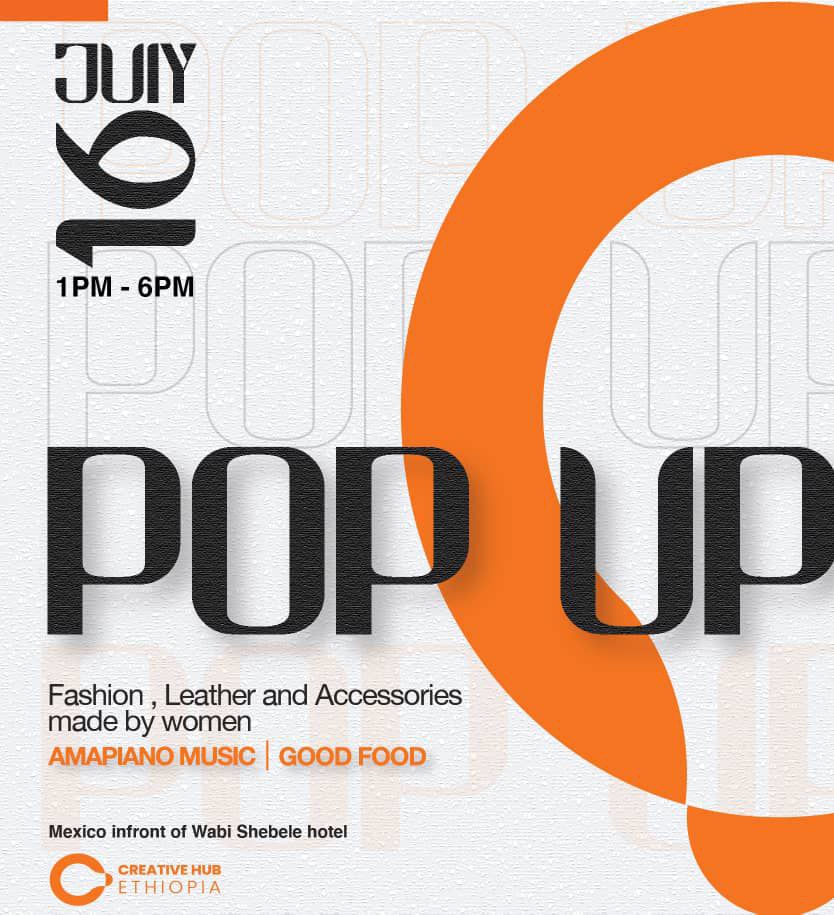 JUlY
16
1PM - 6PM
POP UP
Fashion , Leather and Accessories
made by women
AMAPIANO MUSIC | GOOD FOOD
Mexico infront of Wabi Shebele hotel
CREATIVE HUB
ETHIOPIA